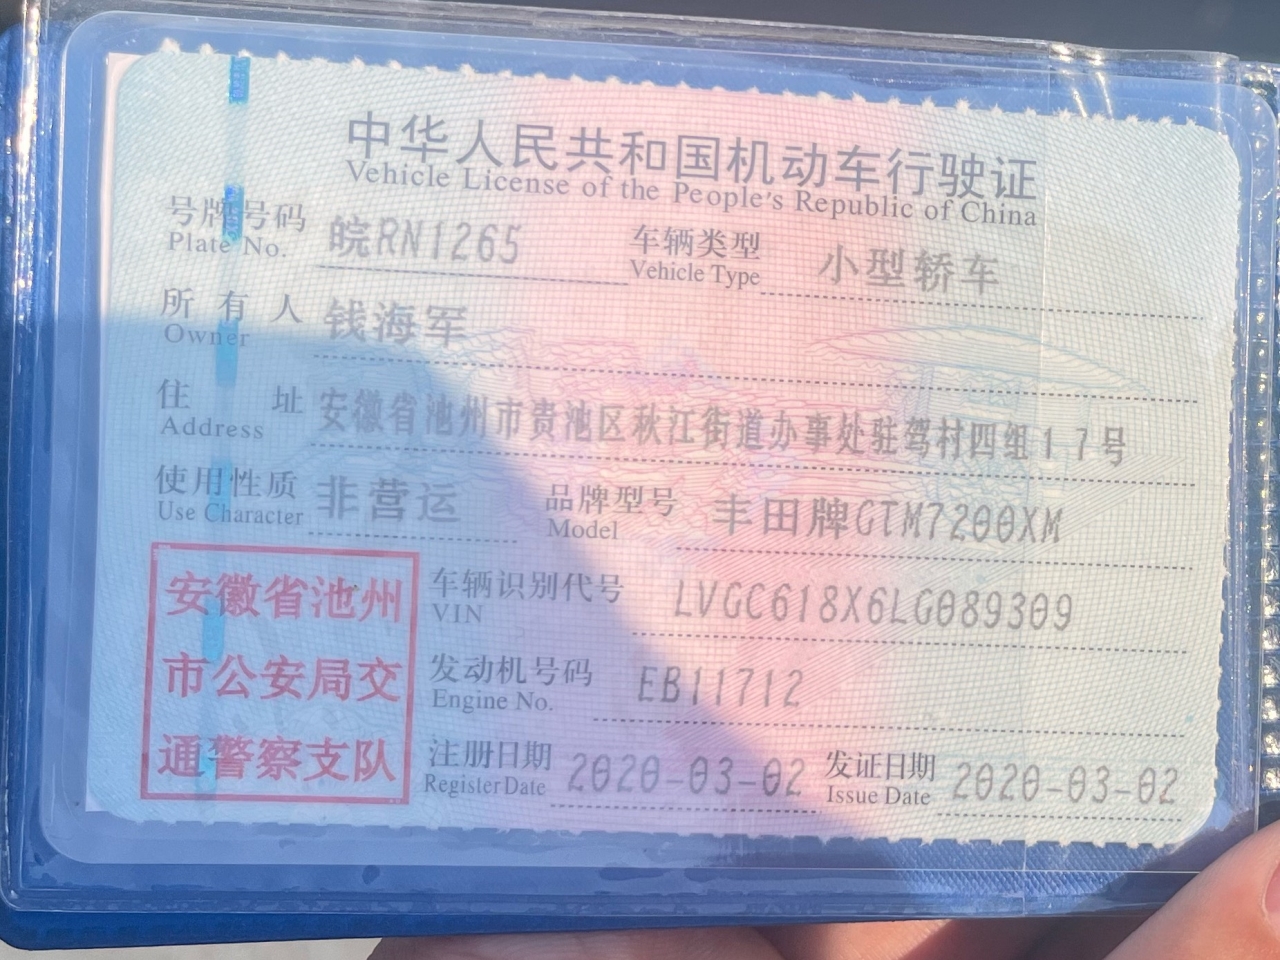 中华人民共和国机动车行驶证
Vehicle License of the People's Republic of China
号牌号码 皖RN1265 车辆类型 小型轿车
Plate No. Vehicle Type
所有人 钱海军
Owner
住址 安徽省池州市贵池区秋江街道办事处驻驾村四组17号
Address
使用性质 非营运 品牌型号 丰田牌GTM7200XM
Use Character Model
安徽省池州
市公安局交
通警察支队
车辆识别代号 LVGC618X6LG089309
VIN
发动机号码 EB11712
Engine No.
注册日期 2020-03-02 发证日期 2020-03-02
Register Date Issue Date